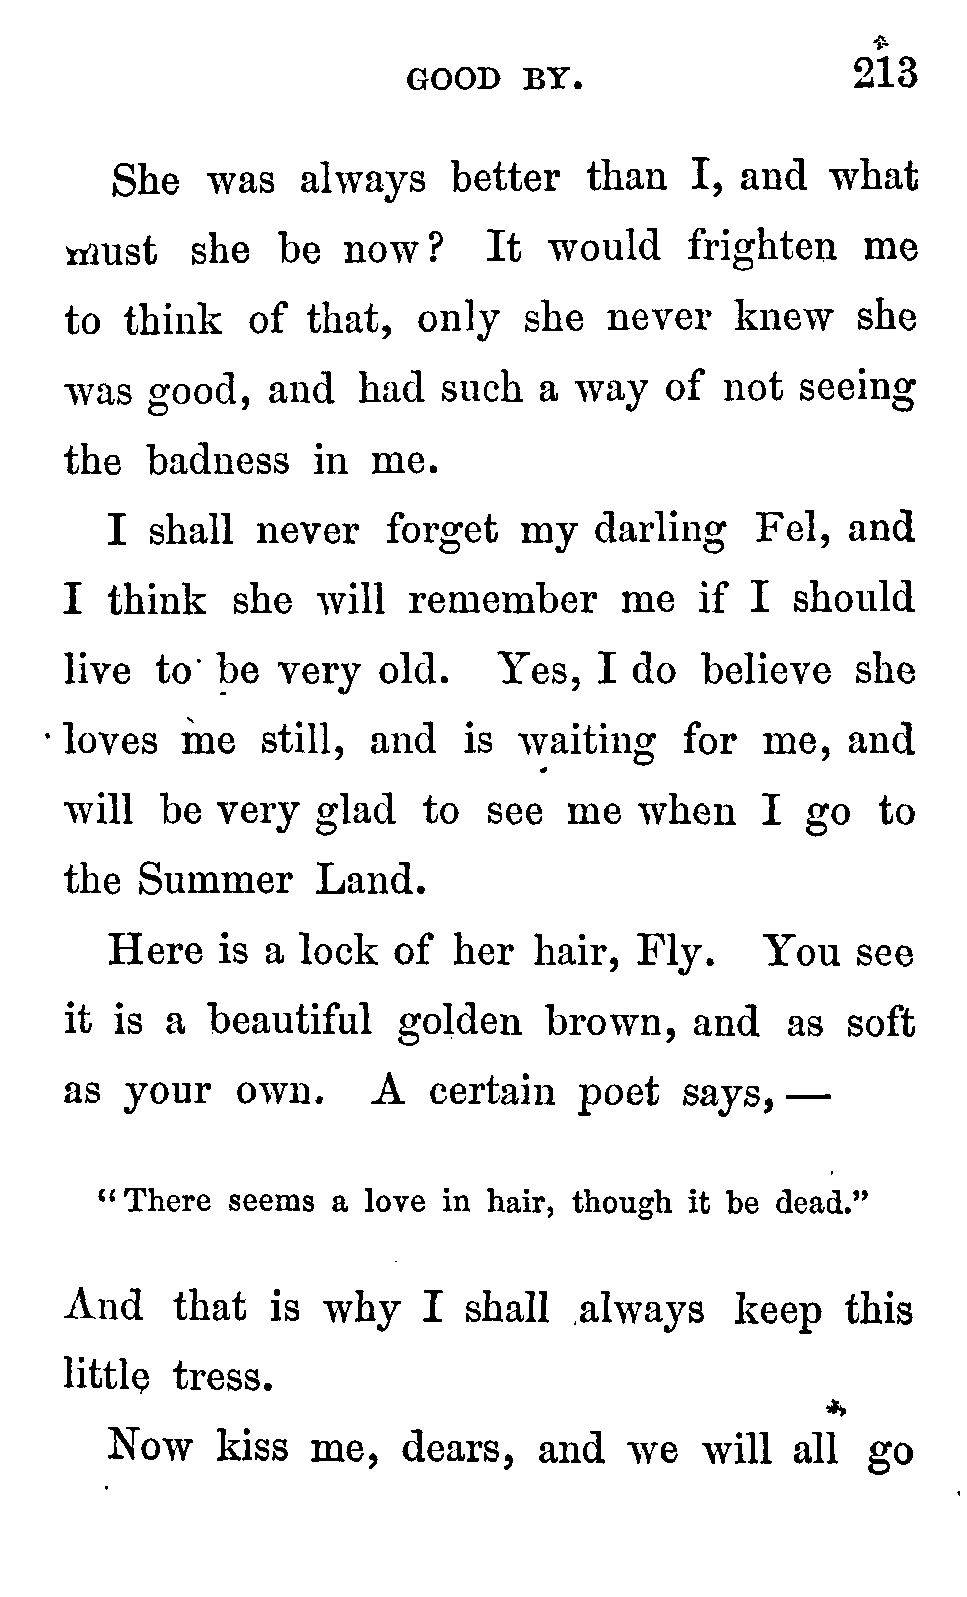 GOOD BY. 213
She was always better than I, and what
must she be now? It would frighten me
to think of that, only she never knew she
was good, and had such a way of not seeing
the badness in me.
I shall never forget my darling Fel, and
I think she will remember me if I should
live to be very old. Yes, I do believe she
loves me still, and is waiting for me, and
will be very glad to see me when I go to
the Summer Land.
Here is a lock of her hair, Fly. You see
it is a beautiful golden brown, and as soft
as your own. A certain poet says, —
“There seems a love in hair, though it be dead.”
And that is why I shall always keep this
little tress.
Now kiss me, dears, and we will all go